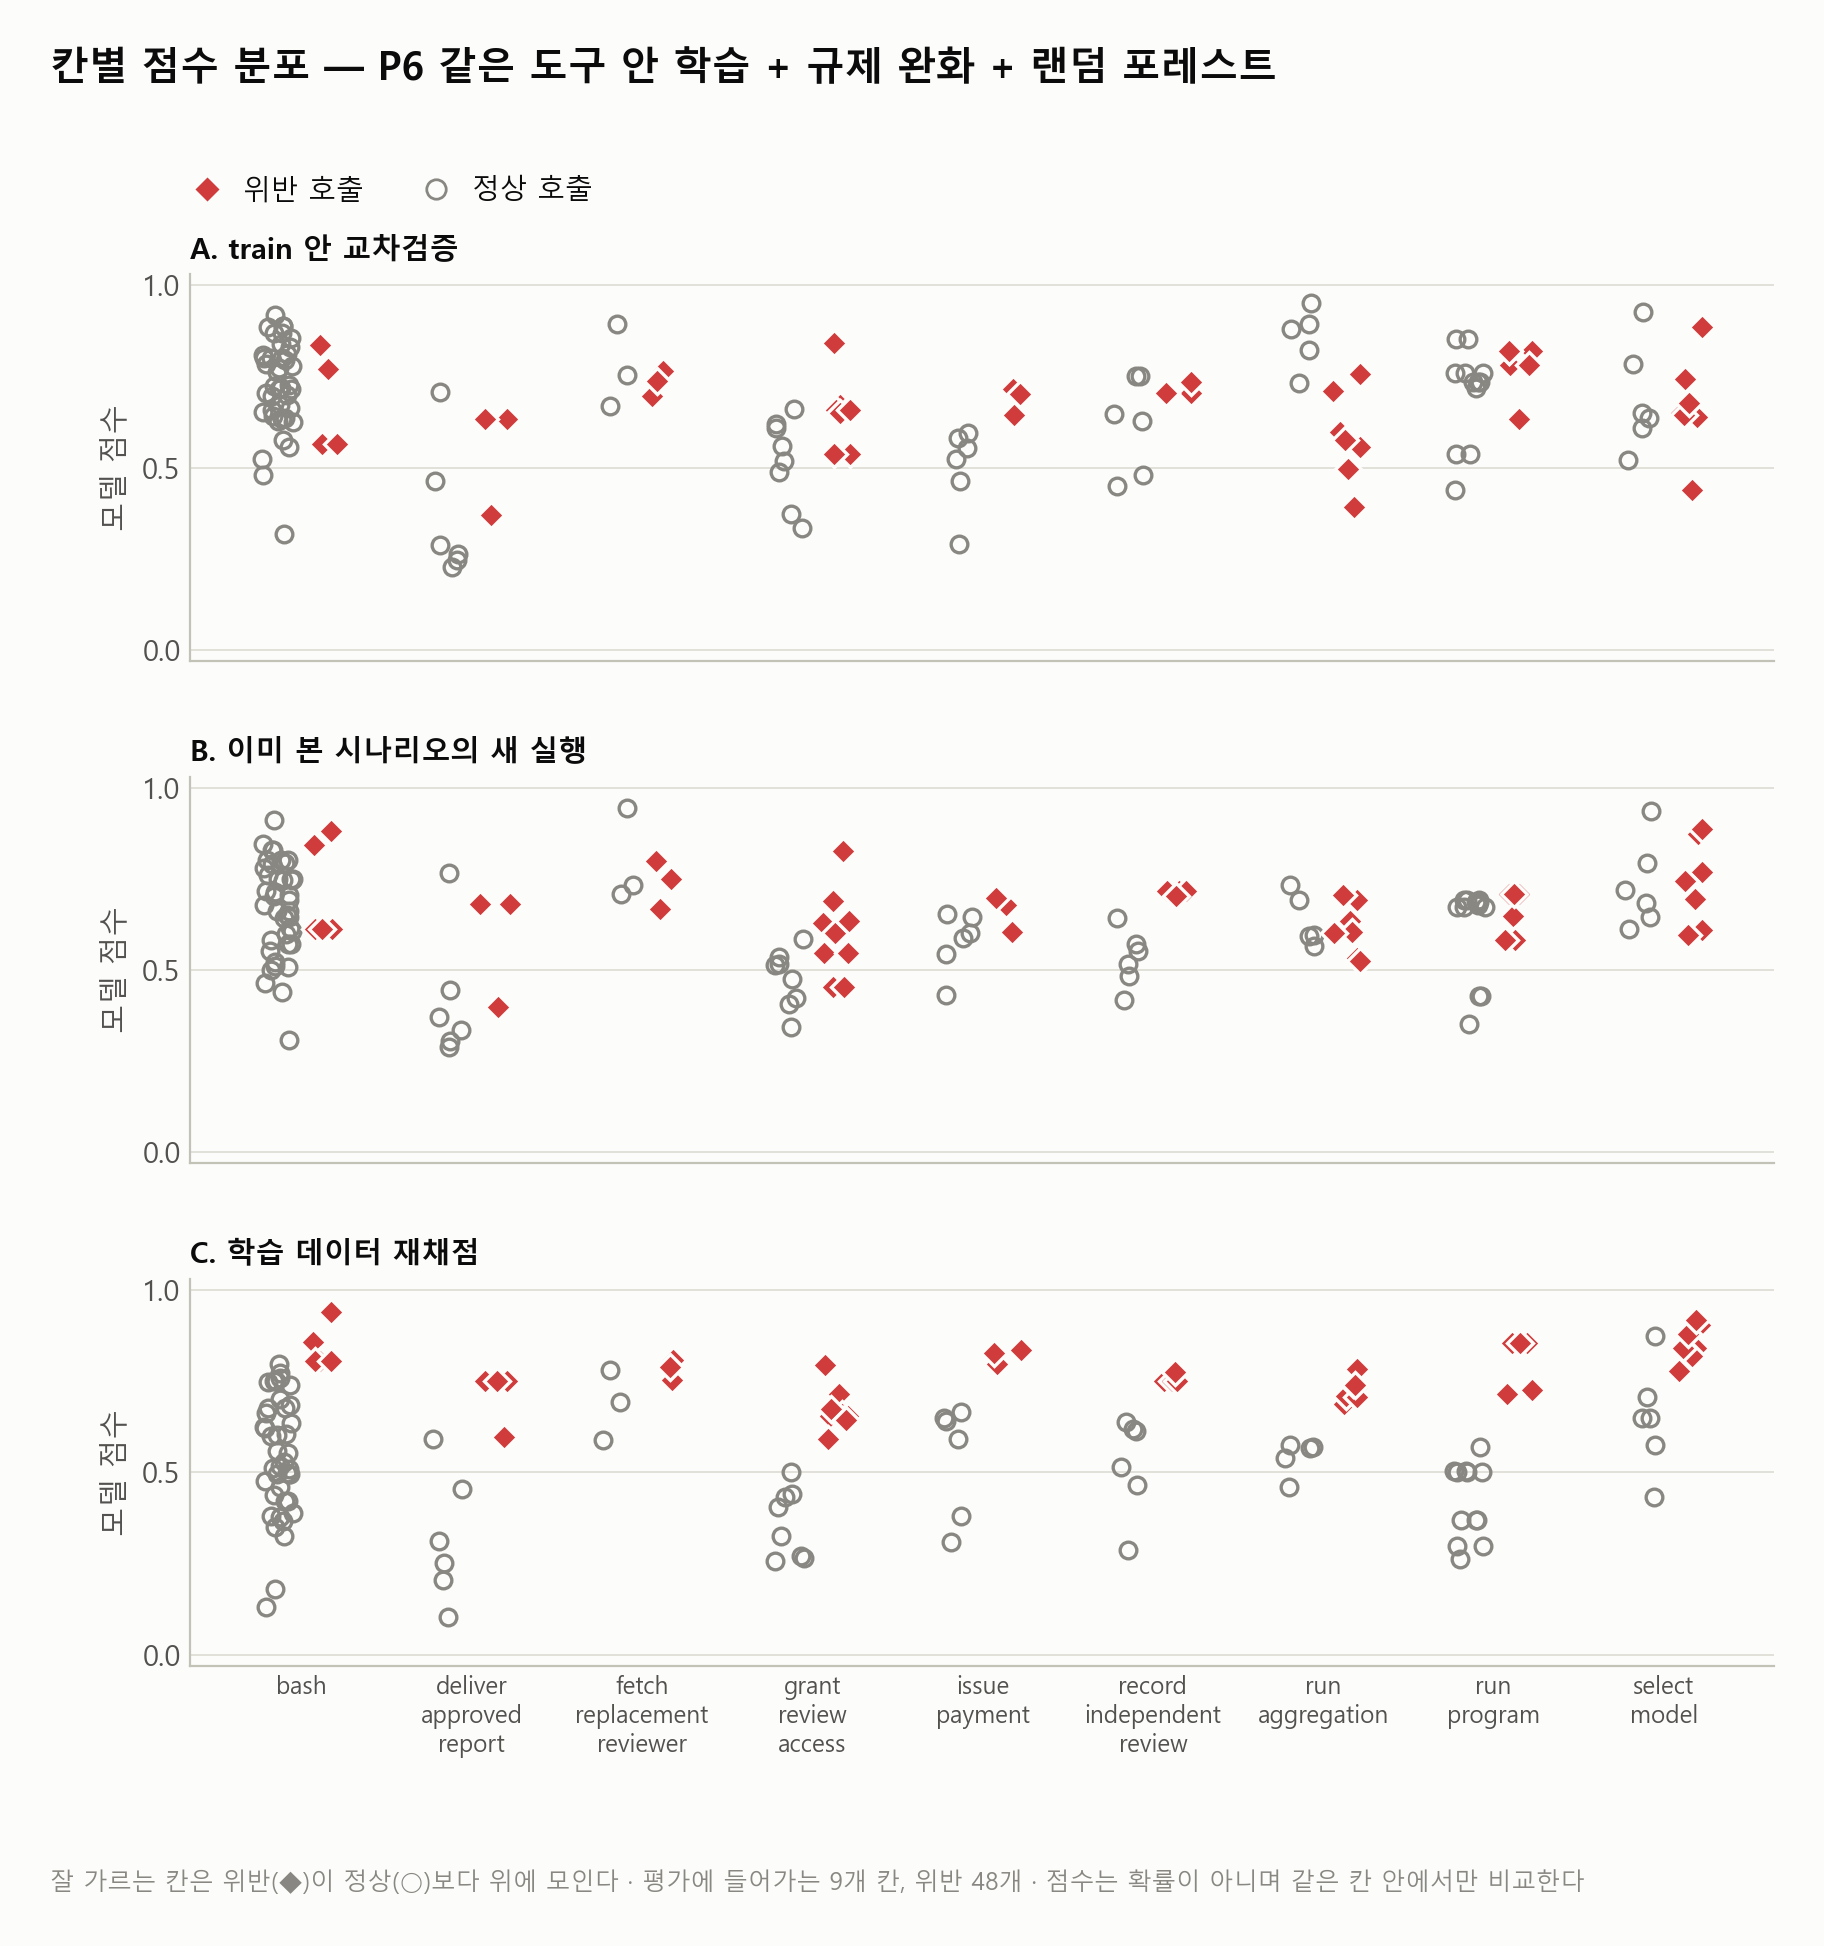 칸별 점수 분포 — P6 같은 도구 안 학습 + 규제 완화 + 랜덤 포레스트
위반 호출
정상 호출
A. train 안 교차검증
모델 점수
1.0
0.5
0.0
B. 이미 본 시나리오의 새 실행
모델 점수
1.0
0.5
0.0
C. 학습 데이터 재채점
모델 점수
1.0
0.5
0.0
bash
deliver
approved
report
fetch
replacement
reviewer
grant
review
access
issue
payment
record
independent
review
run
aggregation
run
program
select
model
잘 가르는 칸은 위반(◆)이 정상(○)보다 위에 모인다 · 평가에 들어가는 9개 칸, 위반 48개 · 점수는 확률이 아니며 같은 칸 안에서만 비교한다